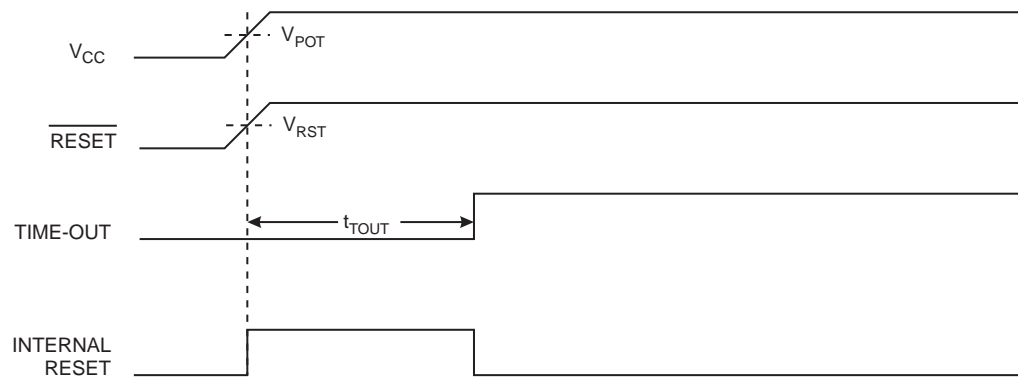 V_CC
V_POT
RESET
V_RST
TIME-OUT
t_TOUT
INTERNAL
RESET